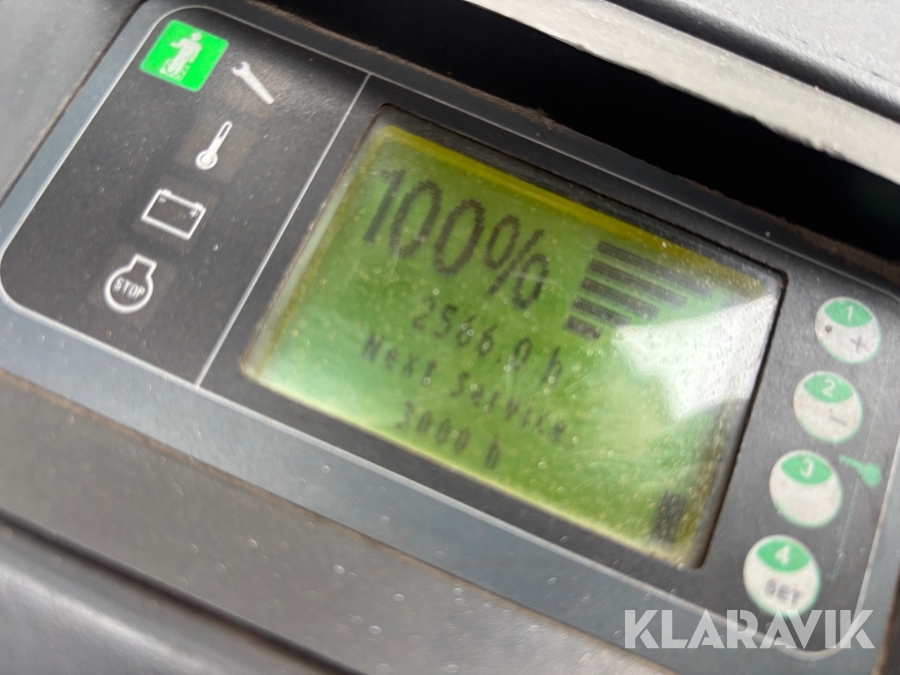 100%
2566.0 h
Next service
3000 h
STOP
1
+
2
-
3
4
SET
KLARAVIK